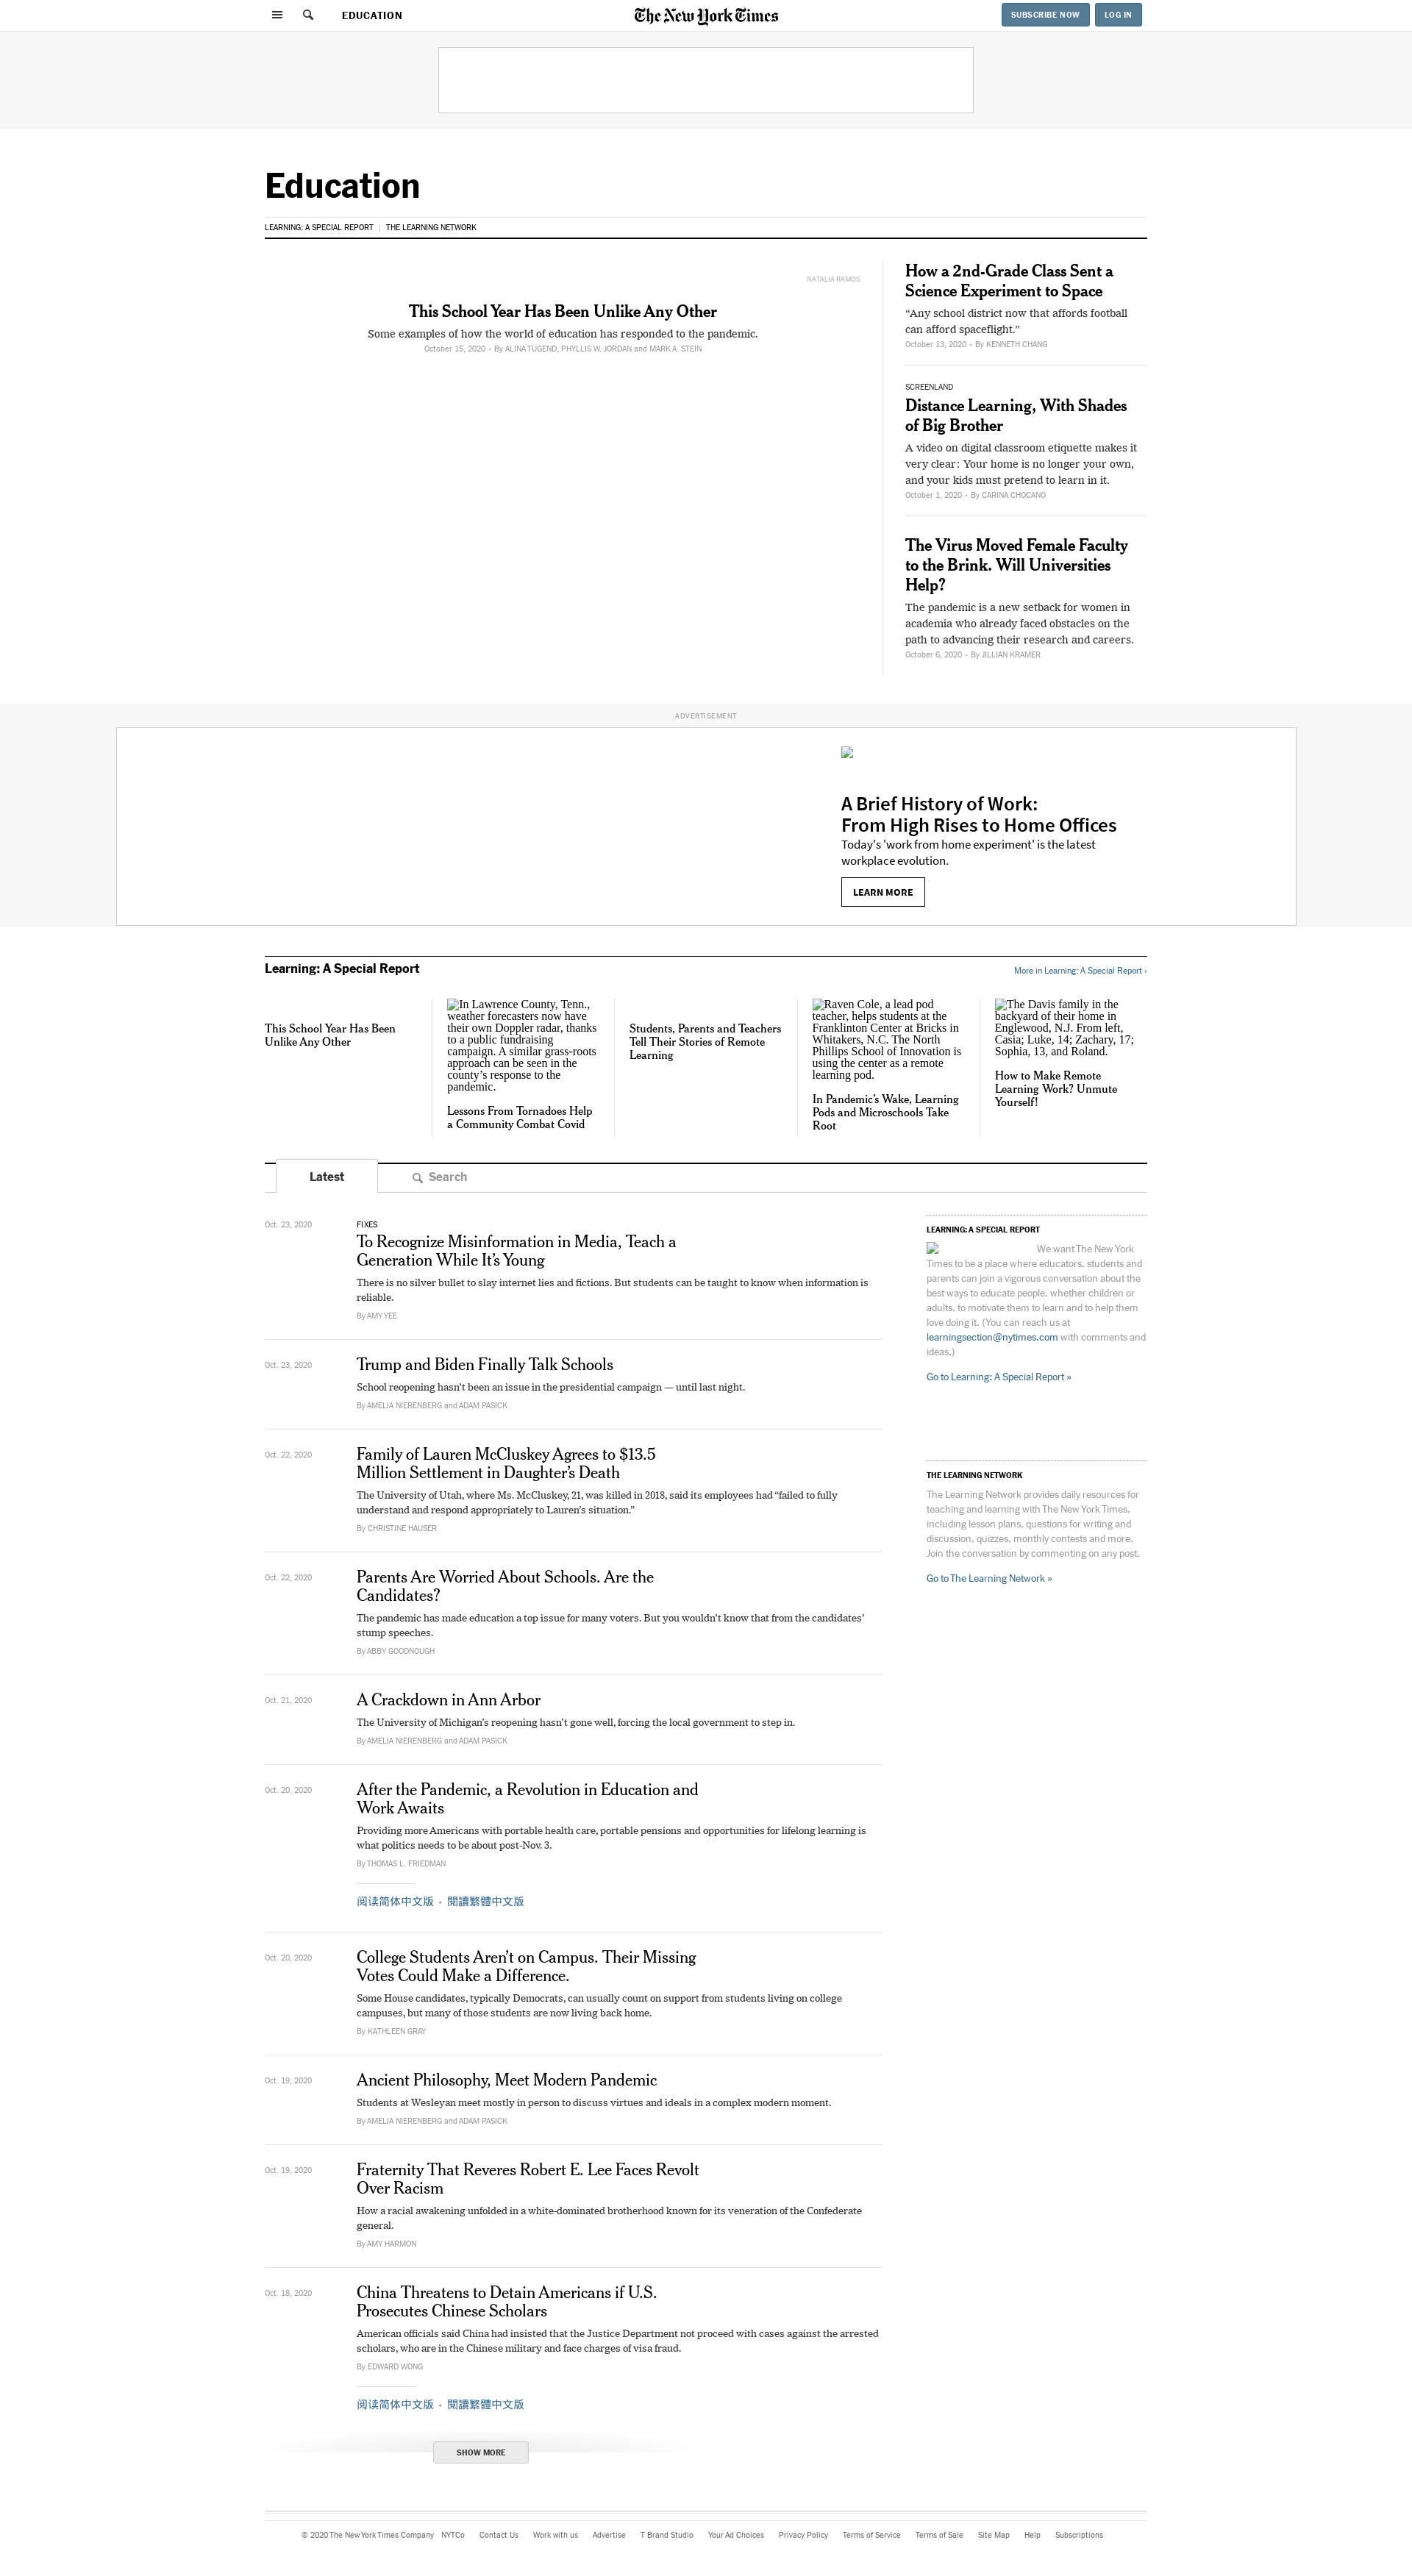 EDUCATION
The New York Times
SUBSCRIBE NOW
LOG IN
Education
LEARNING: A SPECIAL REPORT | THE LEARNING NETWORK
NATALIA RAMOS
This School Year Has Been Unlike Any Other
Some examples of how the world of education has responded to the pandemic.
October 15, 2020 • By ALINA TUGEND, PHYLLIS W. JORDAN and MARK A. STEIN
How a 2nd-Grade Class Sent a
Science Experiment to Space
“Any school district now that affords football
can afford spaceflight.”
October 13, 2020 • By KENNETH CHANG
SCREENLAND
Distance Learning, With Shades
of Big Brother
A video on digital classroom etiquette makes it
very clear: Your home is no longer your own,
and your kids must pretend to learn in it.
October 1, 2020 • By CARINA CHOCANO
The Virus Moved Female Faculty
to the Brink. Will Universities
Help?
The pandemic is a new setback for women in
academia who already faced obstacles on the
path to advancing their research and careers.
October 6, 2020 • By JILLIAN KRAMER
ADVERTISEMENT
A Brief History of Work:
From High Rises to Home Offices
Today's 'work from home experiment' is the latest
workplace evolution.
LEARN MORE
Learning: A Special Report
More in Learning: A Special Report ›
This School Year Has Been
Unlike Any Other
In Lawrence County, Tenn.,
weather forecasters now have
their own Doppler radar, thanks
to a public fundraising
campaign. A similar grass-roots
approach can be seen in the
county’s response to the
pandemic.
Lessons From Tornadoes Help
a Community Combat Covid
Students, Parents and Teachers
Tell Their Stories of Remote
Learning
Raven Cole, a lead pod
teacher, helps students at the
Franklinton Center at Bricks in
Whitakers, N.C. The North
Phillips School of Innovation is
using the center as a remote
learning pod.
In Pandemic’s Wake, Learning
Pods and Microschools Take
Root
The Davis family in the
backyard of their home in
Englewood, N.J. From left,
Casia; Luke, 14; Zachary, 17;
Sophia, 13, and Roland.
How to Make Remote
Learning Work? Unmute
Yourself!
Latest
Search
Oct. 23, 2020
FIXES
To Recognize Misinformation in Media, Teach a
Generation While It’s Young
There is no silver bullet to slay internet lies and fictions. But students can be taught to know when information is
reliable.
By AMY YEE
Oct. 23, 2020
Trump and Biden Finally Talk Schools
School reopening hasn’t been an issue in the presidential campaign — until last night.
By AMELIA NIERENBERG and ADAM PASICK
Oct. 22, 2020
Family of Lauren McCluskey Agrees to $13.5
Million Settlement in Daughter’s Death
The University of Utah, where Ms. McCluskey, 21, was killed in 2018, said its employees had “failed to fully
understand and respond appropriately to Lauren’s situation.”
By CHRISTINE HAUSER
Oct. 22, 2020
Parents Are Worried About Schools. Are the
Candidates?
The pandemic has made education a top issue for many voters. But you wouldn’t know that from the candidates’
stump speeches.
By ABBY GOODNOUGH
Oct. 21, 2020
A Crackdown in Ann Arbor
The University of Michigan’s reopening hasn’t gone well, forcing the local government to step in.
By AMELIA NIERENBERG and ADAM PASICK
Oct. 20, 2020
After the Pandemic, a Revolution in Education and
Work Awaits
Providing more Americans with portable health care, portable pensions and opportunities for lifelong learning is
what politics needs to be about post-Nov. 3.
By THOMAS L. FRIEDMAN
阅读简体中文版 • 閱讀繁體中文版
Oct. 20, 2020
College Students Aren’t on Campus. Their Missing
Votes Could Make a Difference.
Some House candidates, typically Democrats, can usually count on support from students living on college
campuses, but many of those students are now living back home.
By KATHLEEN GRAY
Oct. 19, 2020
Ancient Philosophy, Meet Modern Pandemic
Students at Wesleyan meet mostly in person to discuss virtues and ideals in a complex modern moment.
By AMELIA NIERENBERG and ADAM PASICK
Oct. 19, 2020
Fraternity That Reveres Robert E. Lee Faces Revolt
Over Racism
How a racial awakening unfolded in a white-dominated brotherhood known for its veneration of the Confederate
general.
By AMY HARMON
Oct. 18, 2020
China Threatens to Detain Americans if U.S.
Prosecutes Chinese Scholars
American officials said China had insisted that the Justice Department not proceed with cases against the arrested
scholars, who are in the Chinese military and face charges of visa fraud.
By EDWARD WONG
阅读简体中文版 • 閱讀繁體中文版
SHOW MORE
LEARNING: A SPECIAL REPORT
We want The New York
Times to be a place where educators, students and
parents can join a vigorous conversation about the
best ways to educate people, whether children or
adults, to motivate them to learn and to help them
love doing it. (You can reach us at
learningsection@nytimes.com with comments and
ideas.)
Go to Learning: A Special Report »
THE LEARNING NETWORK
The Learning Network provides daily resources for
teaching and learning with The New York Times,
including lesson plans, questions for writing and
discussion, quizzes, monthly contests and more.
Join the conversation by commenting on any post.
Go to The Learning Network »
© 2020 The New York Times Company NYTCo Contact Us Work with us Advertise T Brand Studio Your Ad Choices Privacy Policy Terms of Service Terms of Sale Site Map Help Subscriptions